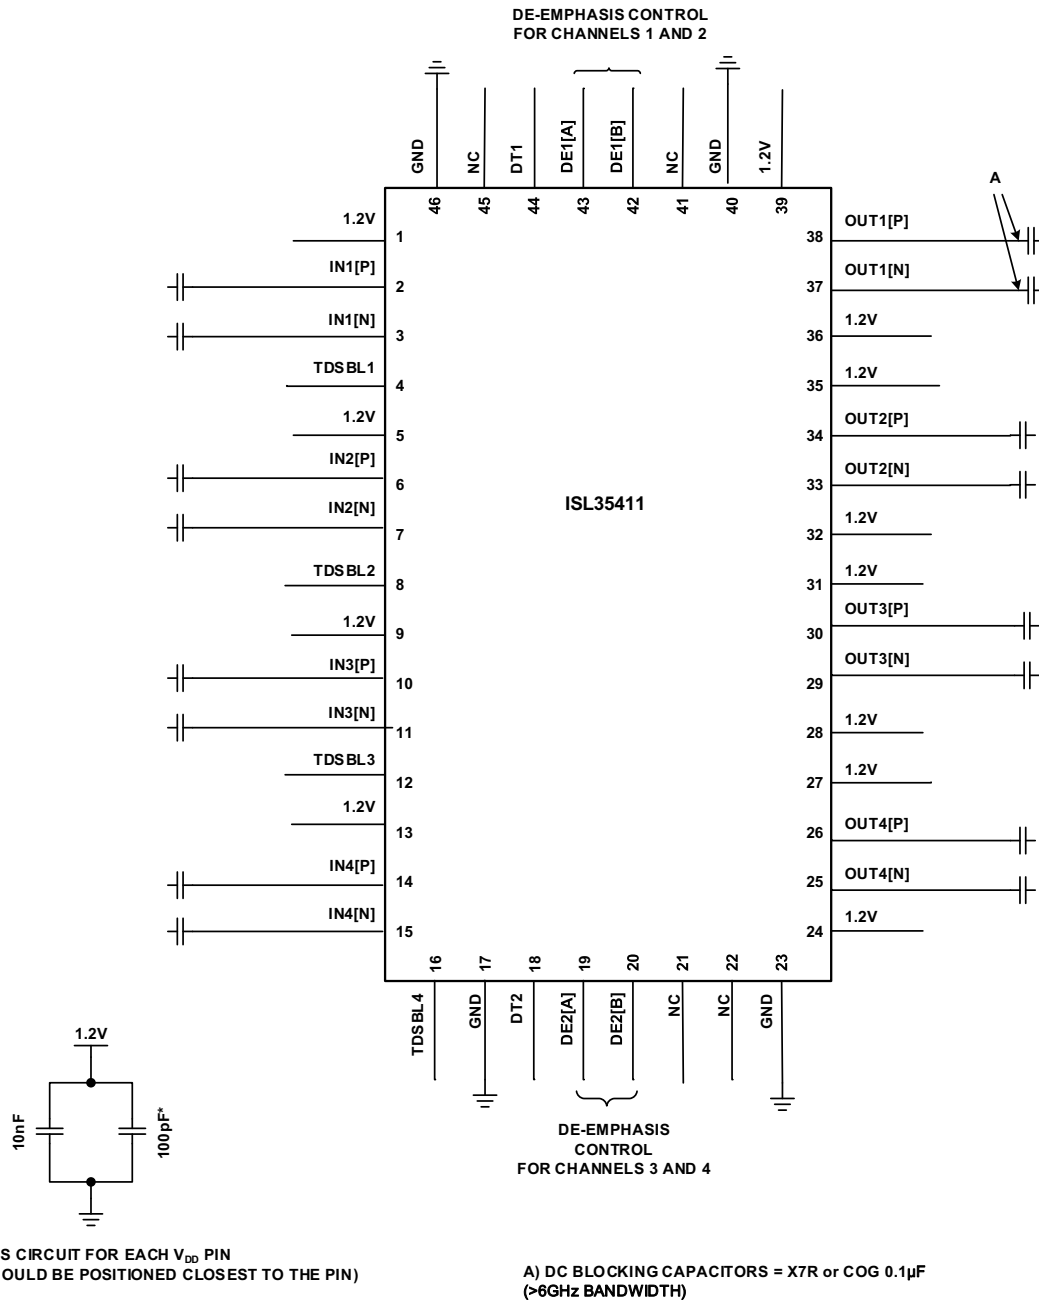 DE-EMPHASIS CONTROL
FOR CHANNELS 1 AND 2
GND
NC
DT1
DE1[A]
DE1[B]
NC
GND
1.2V
46
45
44
43
42
41
40
39
A
1.2V
1
IN1[P]
2
IN1[N]
3
TDSBL1
4
1.2V
5
IN2[P]
6
IN2[N]
7
TDSBL2
8
1.2V
9
IN3[P]
10
IN3[N]
11
TDSBL3
12
1.2V
13
IN4[P]
14
IN4[N]
15
ISL35411
38
OUT1[P]
37
OUT1[N]
36
1.2V
35
1.2V
34
OUT2[P]
33
OUT2[N]
32
1.2V
31
1.2V
30
OUT3[P]
29
OUT3[N]
28
1.2V
27
1.2V
26
OUT4[P]
25
OUT4[N]
24
1.2V
16
17
18
19
20
21
22
23
TDSBL4
GND
DT2
DE2[A]
DE2[B]
NC
NC
GND
DE-EMPHASIS
CONTROL
FOR CHANNELS 3 AND 4
1.2V
10nF
100pF*
S CIRCUIT FOR EACH VDD PIN
OULD BE POSITIONED CLOSEST TO THE PIN)
A) DC BLOCKING CAPACITORS = X7R or COG 0.1µF
(>6GHz BANDWIDTH)